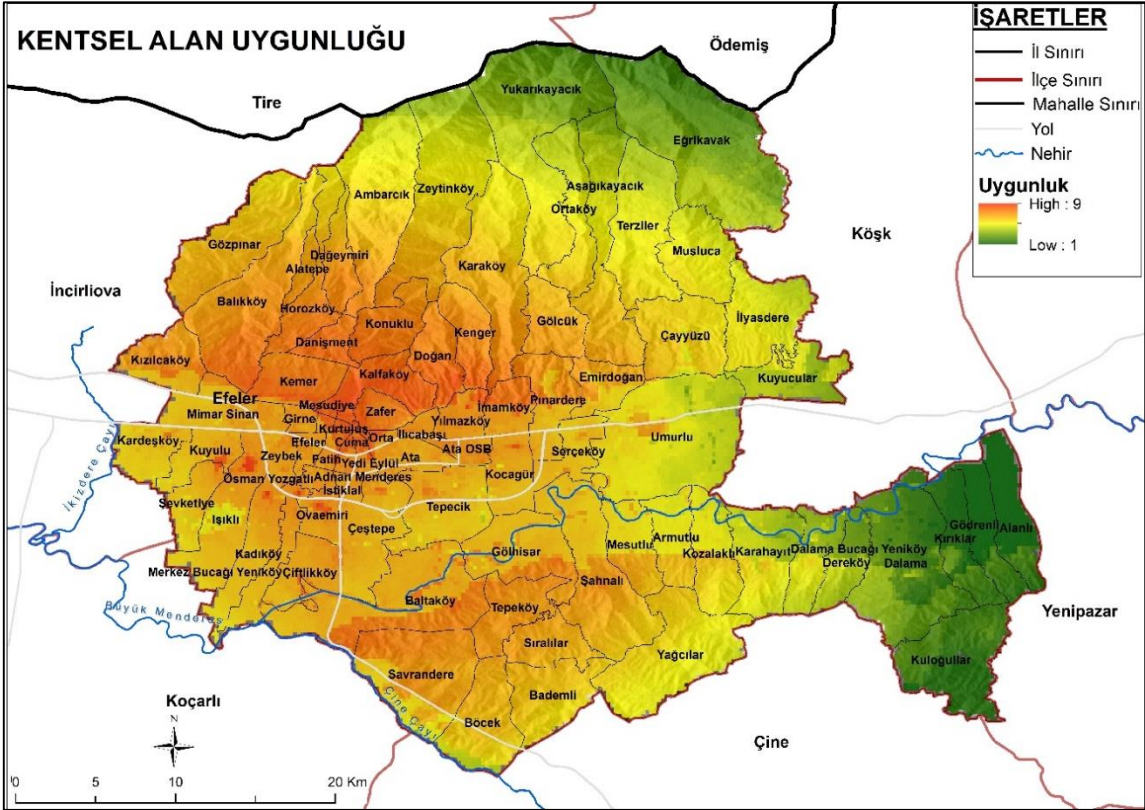 KENTSEL ALAN UYGUNLUĞU
İŞARETLER
İl Sınırı
İlçe Sınırı
Mahalle Sınırı
Yol
Nehir
Uygunluk
High : 9
Low : 1
Ödemiş
Tire
Yukarıkayacık
Eğrikavak
Ambarcık
Zeytinköy
Aşağıkayacık
Ortaköy
Terziler
Köşk
Gözpınar
Dağeymiri
Alatepe
Karaköy
Musluca
İncirliova
Balıkköy
Horozköy
Konuklu
Kenger
Gölcük
İlyasdere
Danişment
Doğan
Çayyüzü
Kızılcaköy
Kemer
Kalfaköy
Emirdoğan
Kuyucular
Efeler
Mesudiye
Zafer
İmamköy
Pınardere
Mimar Sinan
Girne
Kurtuluş
Yılmazköy
Kardeşköy
Efeler
Cuma
Orta
Ilıcabaşı
Umurlu
Kuyulu
Zeybek
Fatih
Yedi Eylül
Ata
Ata OSB
Serçeköy
Osman Yozgatlı
Adnan Menderes
Kocagür
İstiklal
İkizdere Çayı
Şevketiye
Işıklı
Ovaemiri
Tepecik
Çeştepe
Gödrenli
Alanlı
Kırıklar
Kadıköy
Gölhisar
Mesutlu
Armutlu
Kozalaklı
Karahayıt
Dalama Bucağı
Yeniköy
Dereköy
Dalama
Merkez Bucağı
Yeniköy
Çiftlikköy
Şahnalı
Baltaköy
Tepeköy
Büyük Menderes
Yenipazar
Sıralılar
Yağcılar
Kuloğullar
Savrandere
Bademli
Koçarlı
Çine Çayı
Böcek
Çine
N
0
5
10
20 Km